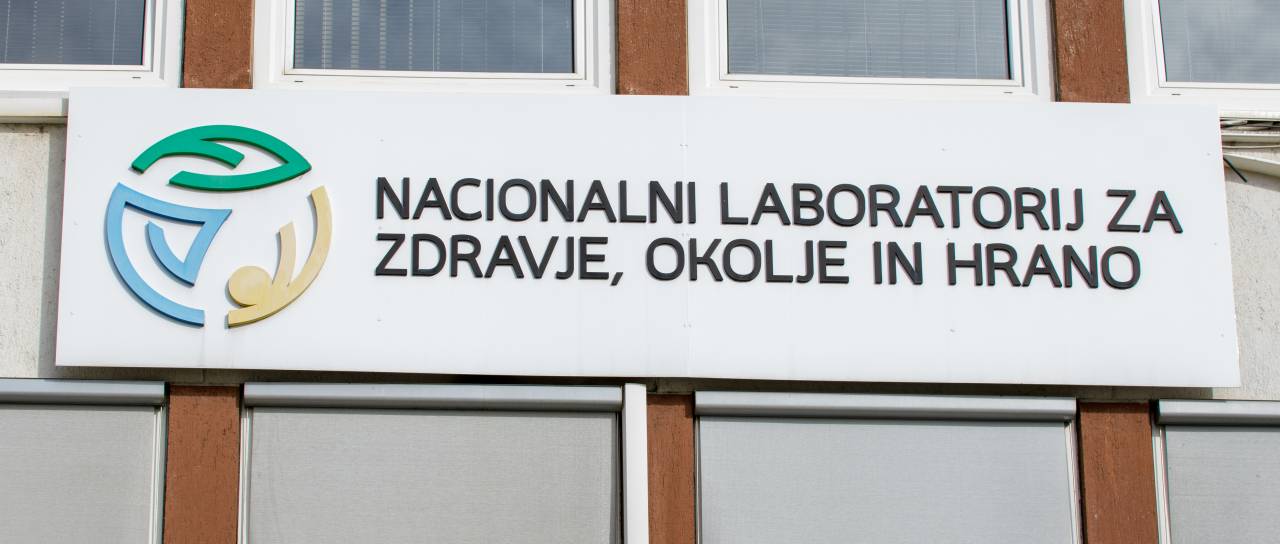 NACIONALNI LABORATORIJ ZA
ZDRAVJE, OKOLJE IN HRANO